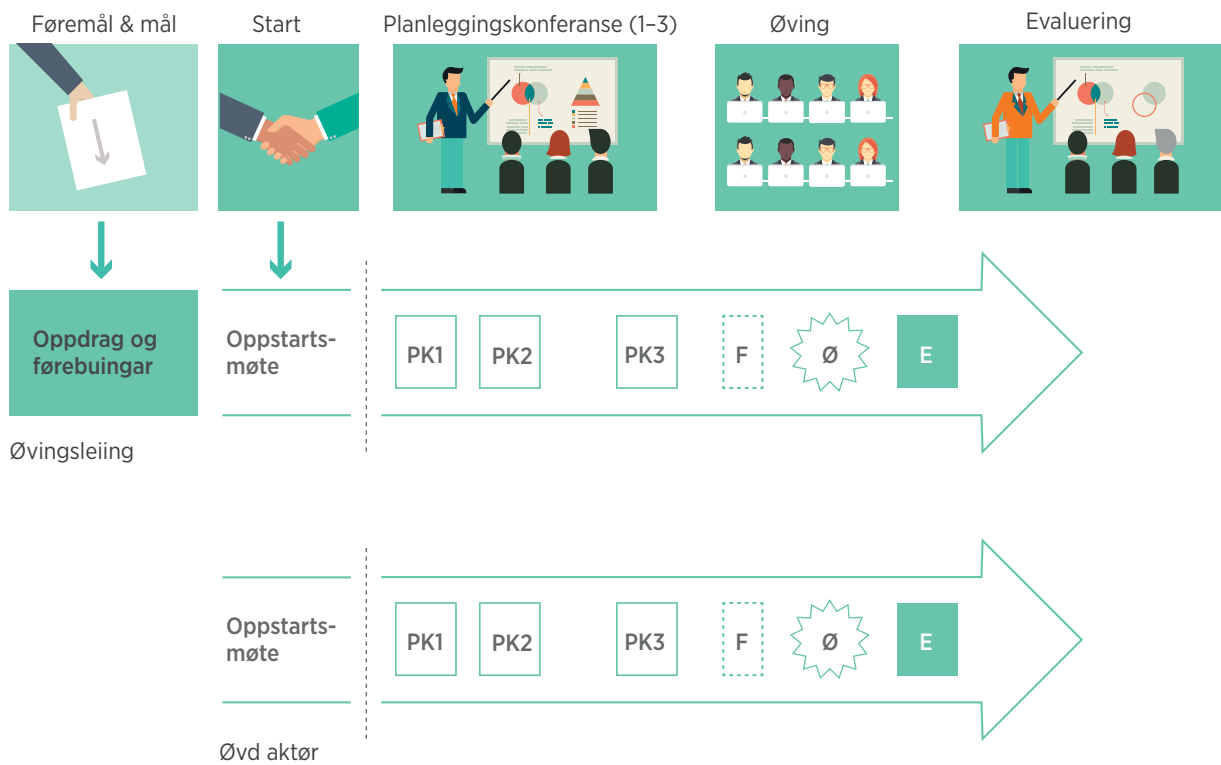 Føremål & mål
Start
Planleggingskonferanse (1–3)
Øving
Evaluering
Oppdrag og
førebuingar
Oppstarts-
møte
PK1
PK2
PK3
F
Ø
E
Øvingsleiing
Oppstarts-
møte
PK1
PK2
PK3
F
Ø
E
Øvd aktør